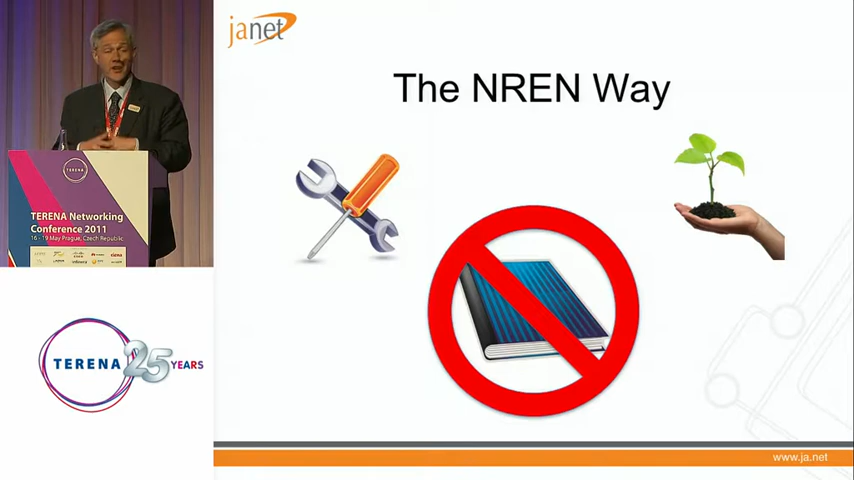 janet
The NREN Way
TERENA
TERENA Networking
Conference 2011
16 - 19 May Prague, Czech Republic
TERENA 25 YEARS
www.ja.net